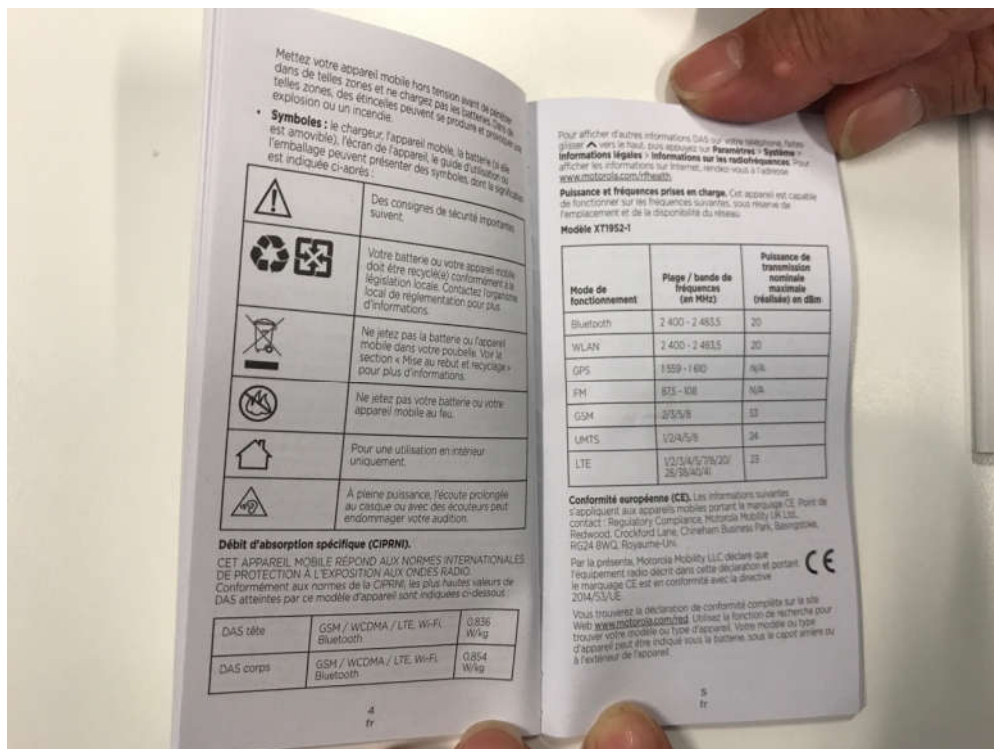 Mettez votre appareil mobile hors tension avant de pénétrer
dans de telles zones et ne chargez pas les batteries. Dans de
telles zones, des étincelles peuvent se produire et provoquer une
explosion ou un incendie.
• Symboles : le chargeur, l'appareil mobile, la batterie (si elle
est amovible), l'écran de l'appareil, le guide d'utilisation ou
l'emballage peuvent présenter des symboles, dont la signification
est indiquée ci-après :
Des consignes de sécurité importantes
suivent.
Votre batterie ou votre appareil mobile
doit être recyclé(e) conformément à la
législation locale. Contactez l'organisme
local de réglementation pour plus
d'informations.
Ne jetez pas la batterie ou l'appareil
mobile dans votre poubelle. Voir la
section « Mise au rebut et recyclage »
pour plus d'informations.
Ne jetez pas votre batterie ou votre
appareil mobile au feu.
Pour une utilisation en intérieur
uniquement.
À pleine puissance, l'écoute prolongée
au casque ou avec des écouteurs peut
endommager votre audition.
Débit d'absorption spécifique (CIPRNI).
CET APPAREIL MOBILE RÉPOND AUX NORMES INTERNATIONALES
DE PROTECTION À L'EXPOSITION AUX ONDES RADIO.
Conformément aux normes de la CIPRNI, les plus hautes valeurs de
DAS atteintes par ce modèle d'appareil sont indiquées ci-dessous :
DAS tête GSM / WCDMA / LTE, Wi-Fi, 0,836
Bluetooth W/kg
DAS corps GSM / WCDMA / LTE, Wi-Fi, 0,854
Bluetooth W/kg
4
fr
Pour afficher d'autres informations DAS sur votre téléphone, faites
glisser vers le haut, puis appuyez sur Paramètres > Système >
Informations légales > Informations sur les radiofréquences. Pour
afficher les informations sur Internet, rendez-vous à l'adresse
www.motorola.com/rfhealth.
Puissance et fréquences prises en charge. Cet appareil est capable
de fonctionner sur les fréquences suivantes, sous réserve de
l'emplacement et de la disponibilité du réseau.
Modèle XT1952-1
Mode de
fonctionnement
Plage / bande de
fréquences
(en MHz)
Puissance de
transmission
nominale
maximale
(réalisée) en dBm
Bluetooth 2 400 - 2 483,5 20
WLAN 2 400 - 2 483,5 20
GPS 1 559 - 1 610 N/A
FM 87,5 - 108 N/A
GSM 2/3/5/8 33
UMTS 1/2/4/5/8 24
LTE 1/2/3/4/5/7/8/20/ 23
28/38/40/41
Conformité européenne (CE). Les informations suivantes
s'appliquent aux appareils mobiles portant le marquage CE. Point de
contact : Regulatory Compliance, Motorola Mobility UK Ltd.,
Redwood, Crockford Lane, Chineham Business Park, Basingstoke,
RG24 8WQ, Royaume-Uni.
Par la présente, Motorola Mobility LLC déclare que
l'équipement radio décrit dans cette déclaration et portant
le marquage CE est en conformité avec la directive
2014/53/UE.
CE
Vous trouverez la déclaration de conformité complète sur le site
Web www.motorola.com/red. Utilisez la fonction de recherche pour
trouver votre modèle ou type d'appareil. Votre modèle ou type
d'appareil peut être indiqué sous la batterie, sous le capot arrière ou
à l'extérieur de l'appareil.
5
fr